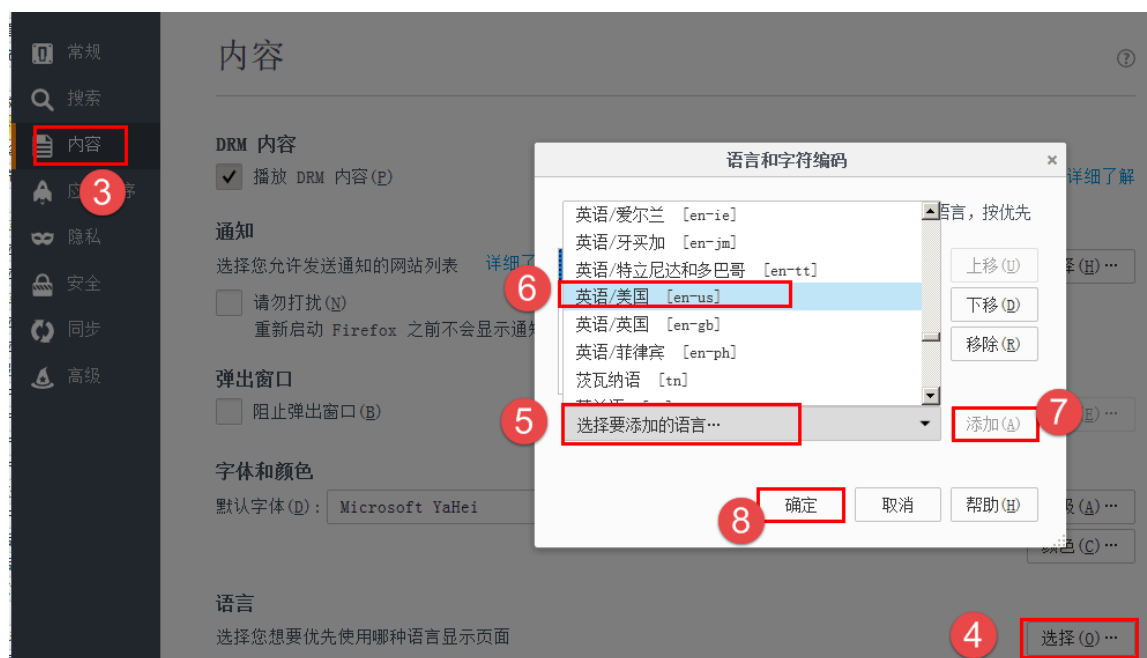 常规
搜索
内容
3
隐私
安全
同步
高级
内容
?
DRM 内容
播放 DRM 内容(P)
详细了解
通知
选择您允许发送通知的网站列表 详细了
请勿打扰(N)
重新启动 Firefox 之前不会显示通知
弹出窗口
阻止弹出窗口(B)
字体和颜色
默认字体(D): Microsoft YaHei
颜色(C)…
语言
选择您想要优先使用哪种语言显示页面
4
选择(O)…
语言和字符编码
×
语言，按优先
英语/爱尔兰 [en-ie]
英语/牙买加 [en-jm]
英语/特立尼达和多巴哥 [en-tt]
6
英语/美国 [en-us]
英语/英国 [en-gb]
英语/菲律宾 [en-ph]
茨瓦纳语 [tn]
上移(U)
下移(D)
移除(R)
5
选择要添加的语言…
添加(A)
7
8
确定
取消
帮助(H)